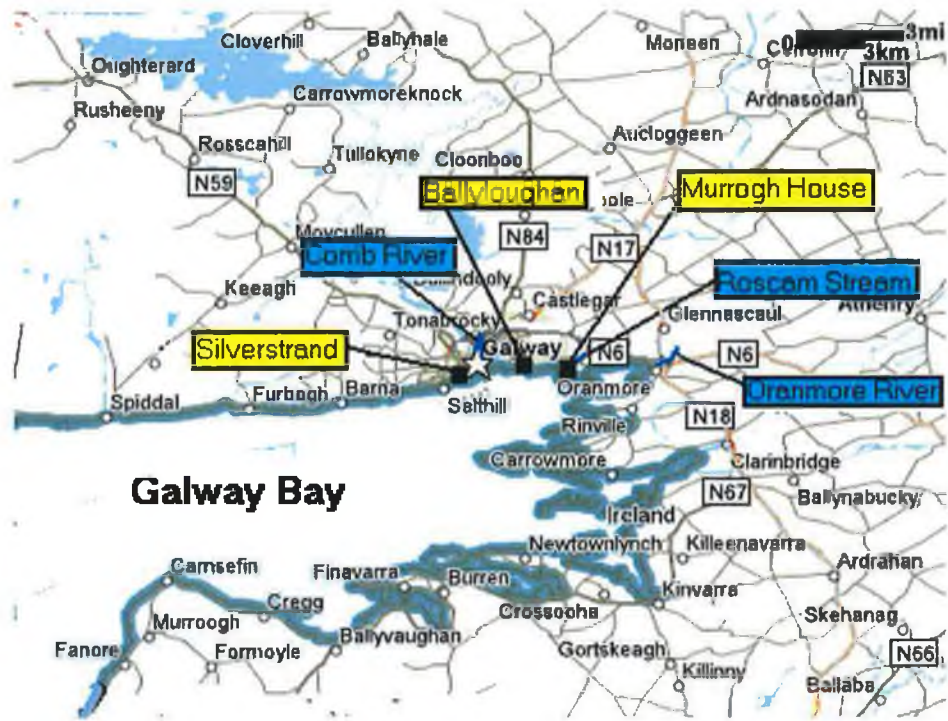 Cloverhill
Ballyhale
Moneen
0 3mi
3km
N63
Oughterard
Rusheeny
Carrowmoreknock
Ardnasodan
Aucloggeen
Rosscahill
Tullokyne
Cloonboo
N59
Ballyloughan
Murrogh House
N84
N17
Moycullen
Comb River
Roscam Stream
Keeagh
Castlegar
Athenry
Tonabrocky
Glennascaul
Silverstrand
Galway
N6
N6
Oranmore
Oranmore River
Spiddal
Furbogh
Barna
Salthill
Rinville
N18
Carrowmore
Clarinbridge
Galway Bay
N67
Ballynabucky
Ireland
Newtownlynch
Killeenavarra
Ardrahan
Carnsefin
Finavarra
Burren
Kinvarra
Cregg
Crossooha
Murroogh
Skehanag
Fanore
Formoyle
Ballyvaughan
Gortskeagh
Killinny
N66
Ballaba